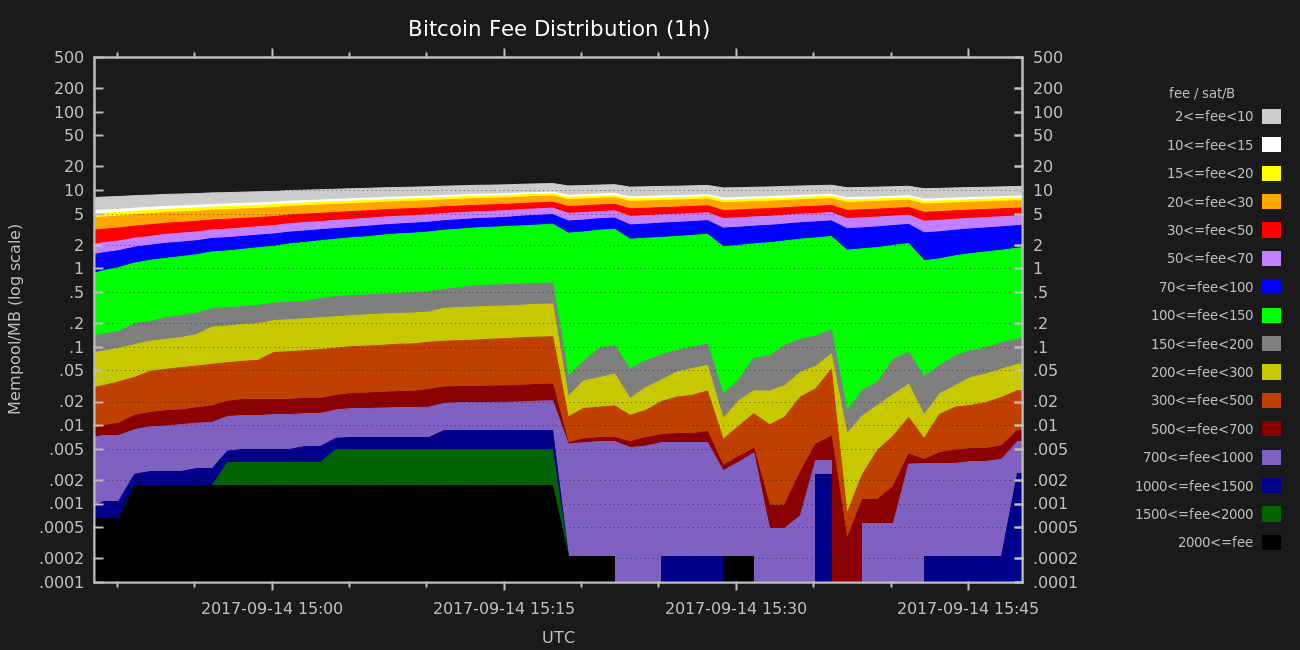 Bitcoin Fee Distribution (1h)
Mempool/MB (log scale)
500
200
100
50
20
10
5
2
1
.5
.2
.1
.05
.02
.01
.005
.002
.001
.0005
.0002
.0001
500
200
100
50
20
10
5
2
1
.5
.2
.1
.05
.02
.01
.005
.002
.001
.0005
.0002
.0001
2017-09-14 15:00
2017-09-14 15:15
2017-09-14 15:30
2017-09-14 15:45
UTC
fee / sat/B
2<=fee<10
10<=fee<15
15<=fee<20
20<=fee<30
30<=fee<50
50<=fee<70
70<=fee<100
100<=fee<150
150<=fee<200
200<=fee<300
300<=fee<500
500<=fee<700
700<=fee<1000
1000<=fee<1500
1500<=fee<2000
2000<=fee